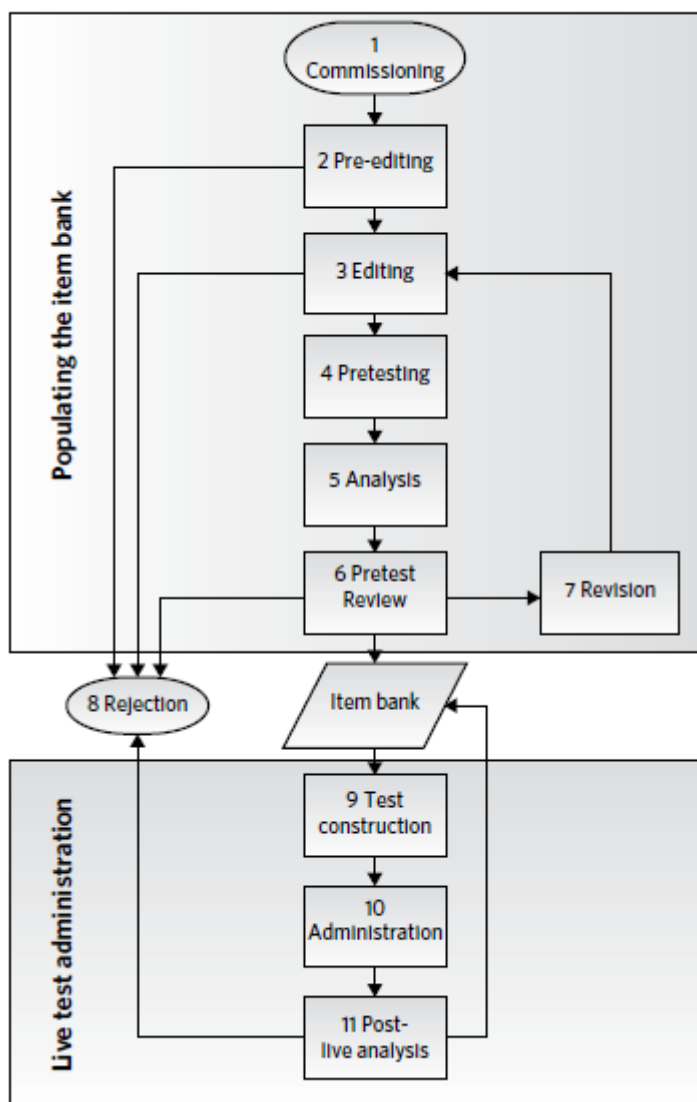 1
Commissioning
2 Pre-editing
3 Editing
4 Pretesting
5 Analysis
6 Pretest
Review
7 Revision
Populating the item bank
8 Rejection
Item bank
9 Test
construction
10
Administration
11 Post-
live analysis
Live test administration